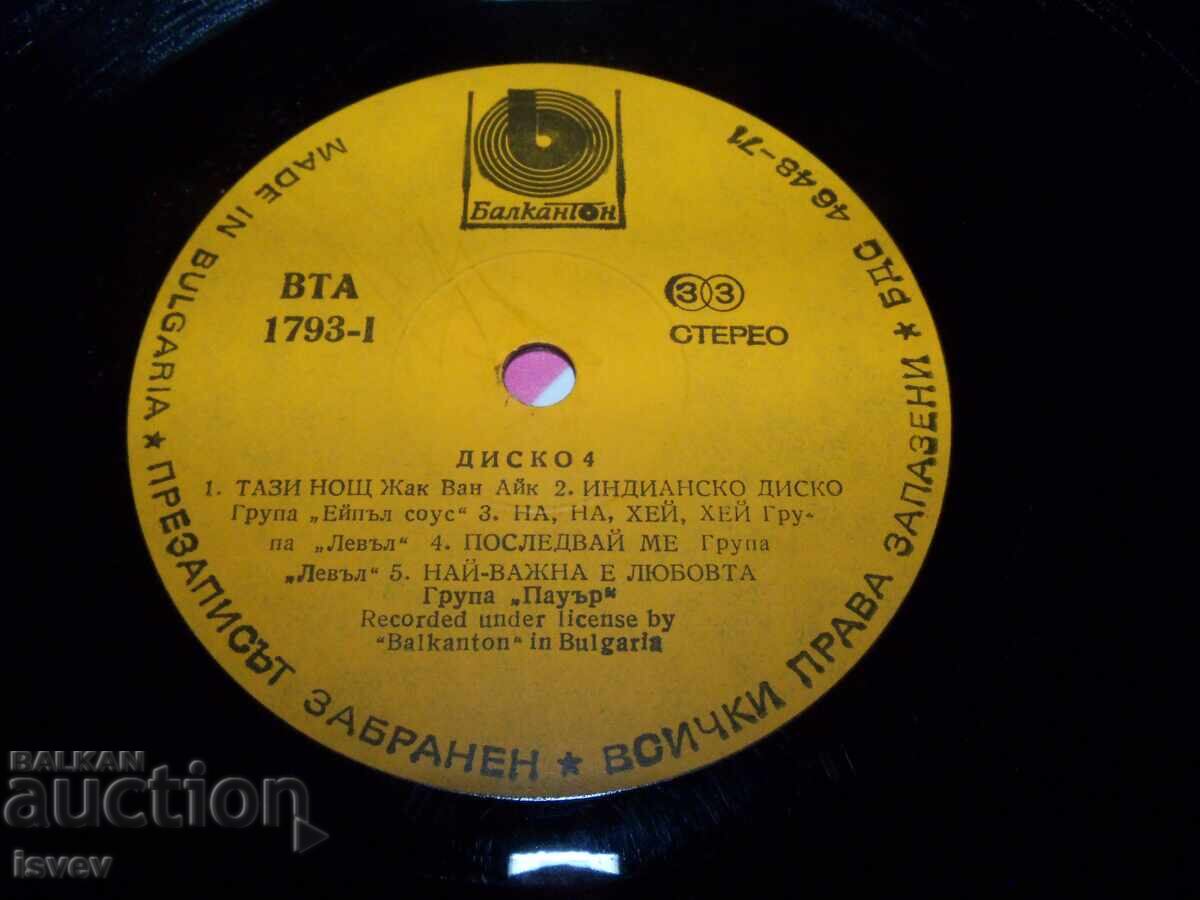 Балкантон
ВТА
1793-I
33
СТЕРЕО
ДИСКО 4
1. ТАЗИ НОЩ Жак Ван Айк 2. ИНДИАНСКО ДИСКО
Група „Ейпъл соус“ 3. НА, НА, ХЕЙ, ХЕЙ Гру-
па „Левъл“ 4. ПОСЛЕДВАЙ МЕ Група
„Левъл“ 5. НАЙ-ВАЖНА Е ЛЮБОВТА
Група „Пауър“
Recorded under license by
“Balkanton“ in Bulgaria
MADE IN BULGARIA ★ ПРЕЗАПИСЪТ ЗАБРАНЕН ★ ВСИЧКИ ПРАВА ЗАПАЗЕНИ ★ БДС 4648-71
BALKAN
auction
isvev